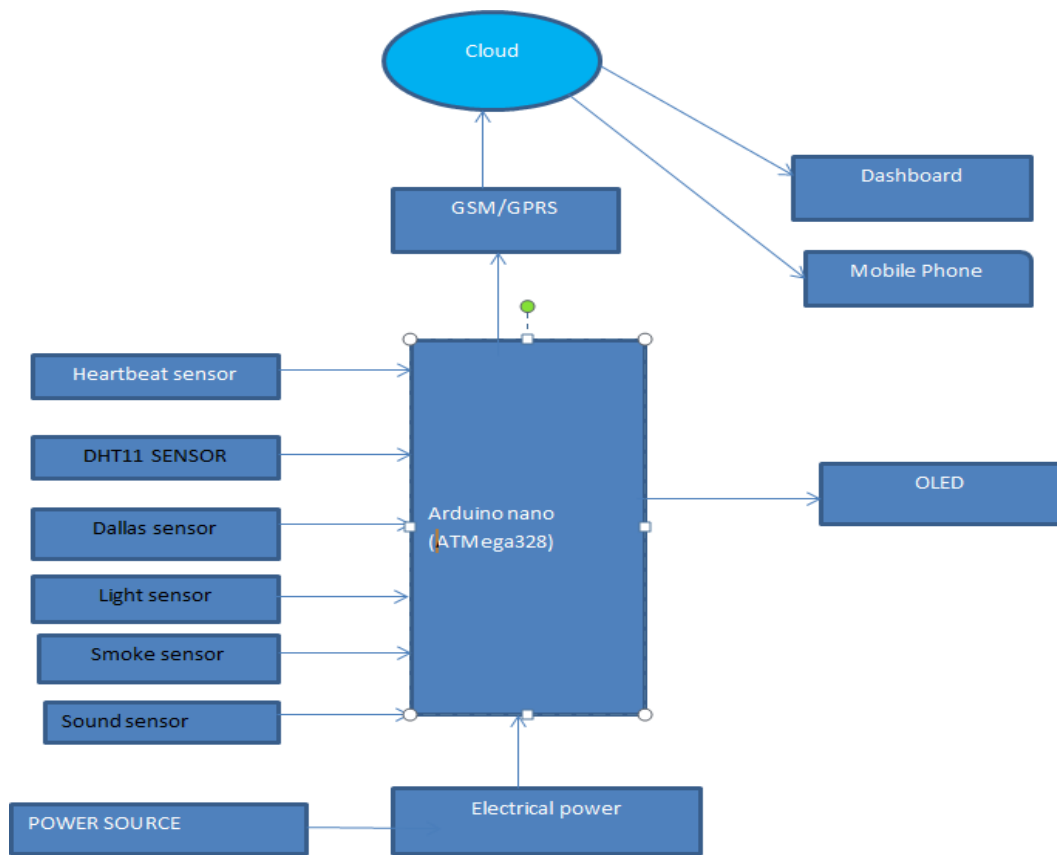 Cloud
Dashboard
GSM/GPRS
Mobile Phone
Heartbeat sensor
DHT11 SENSOR
OLED
Arduino nano
(ATMega328)
Dallas sensor
Light sensor
Smoke sensor
Sound sensor
Electrical power
POWER SOURCE